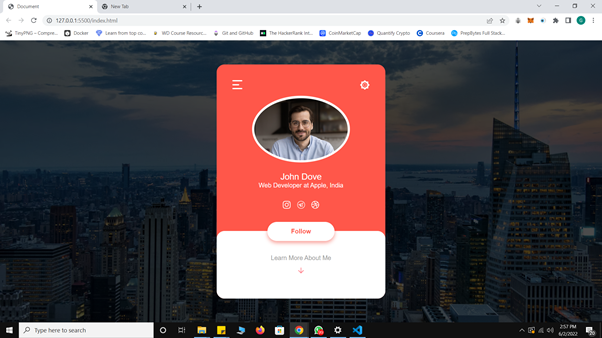 Document
New Tab
127.0.0.1:5500/index.html
TinyPNG – Compre...
Docker
Learn from top co...
WD Course Resourc...
Git and GitHub
The HackerRank Int...
CoinMarketCap
Quantify Crypto
Coursera
PrepBytes Full Stack...
John Dove
Web Developer at Apple, India
Follow
Learn More About Me
Type here to search
2:57 PM
6/2/2022
20